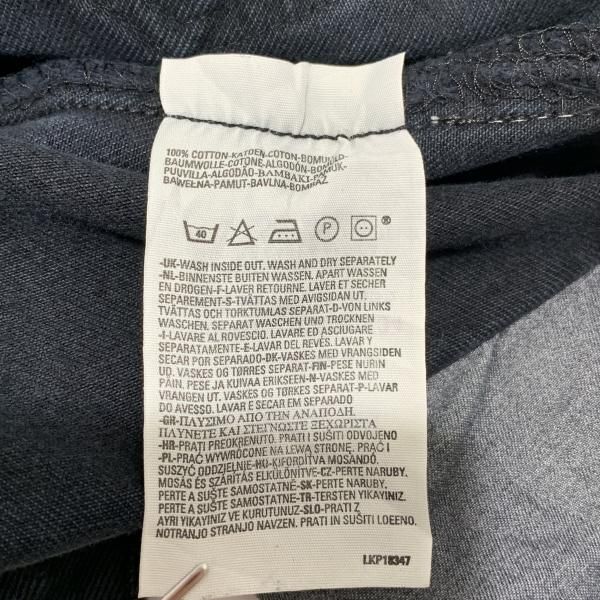 100% COTTON-KATOEN-COTON-BOMULD-
BAUMWOLLE-COTONE-ALGODÓN-BOMUK-
PUUVILLA-ALGODÃO-BAMBAKI-
BAWEŁNA-PAMUT-BAVLNA-BOMBAŽ
40 P ®
-UK-WASH INSIDE OUT. WASH AND DRY SEPARATELY
-NL-BINNENSTE BUITEN WASSEN. APART WASSEN
EN DROGEN-F-LAVER RETOURNE. LAVER ET SECHER
SEPAREMENT-S-TVÄTTAS MED AVIGSIDAN UT.
TVÄTTAS OCH TORKTUMLAS SEPARAT-D-VON LINKS
WASCHEN. SEPARAT WASCHEN UND TROCKNEN
-I-LAVARE AL ROVESCIO. LAVARE ED ASCIUGARE
SEPARATAMENTE-E-LAVAR DEL REVÉS. LAVAR Y
SECAR POR SEPARADO-DK-VASKES MED VRANGSIDEN
UD. VASKES OG TØRRES SEPARAT-FIN-PESE NURIN
PÄIN. PESE JA KUIVAA ERIKSEEN-N-VASKES MED
VRANGEN UT. VASKES OG TØRKES SEPARAT-P-LAVAR
DO AVESSO. LAVAR E SECAR EM SEPARADO
-GR-ΠΛΥΣΙΜΟ ΑΠΟ ΤΗΝ ΑΝΑΠΟΔΗ.
ΠΛΥΝΕΤΕ ΚΑΙ ΣΤΕΓΝΩΣΤΕ ΞΕΧΩΡΙΣΤΑ
-HR-PRATI PREOKRENUTO. PRATI I SUŠITI ODVOJENO
-PL-PRAĆ WYWRÓCONE NA LEWĄ STRONĘ. PRAĆ I
SUSZYĆ ODDZIELNIE-HU-KIFORDÍTVA MOSANDÓ.
MOSÁS ÉS SZÁRÍTÁS ELKÜLÖNÍTVE-CZ-PERTE NARUBY.
PERTE A SUŠTE SAMOSTATNĚ-SK-PERTE NARUBY.
PERTE A SUŠTE SAMOSTATNE-TR-TERSTEN YIKAYINIZ.
AYRI YIKAYINIZ VE KURUTUNUZ-SLO-PRATI Z
NOTRANJO STRANJO NAVZEN. PRATI IN SUŠITI LOČENO.
LKP18347